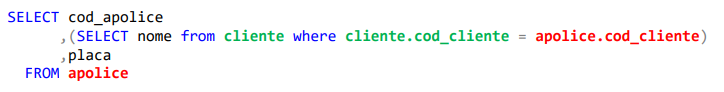 SELECT cod_apolice
,(SELECT nome from cliente where cliente.cod_cliente = apolice.cod_cliente)
,placa
FROM apolice